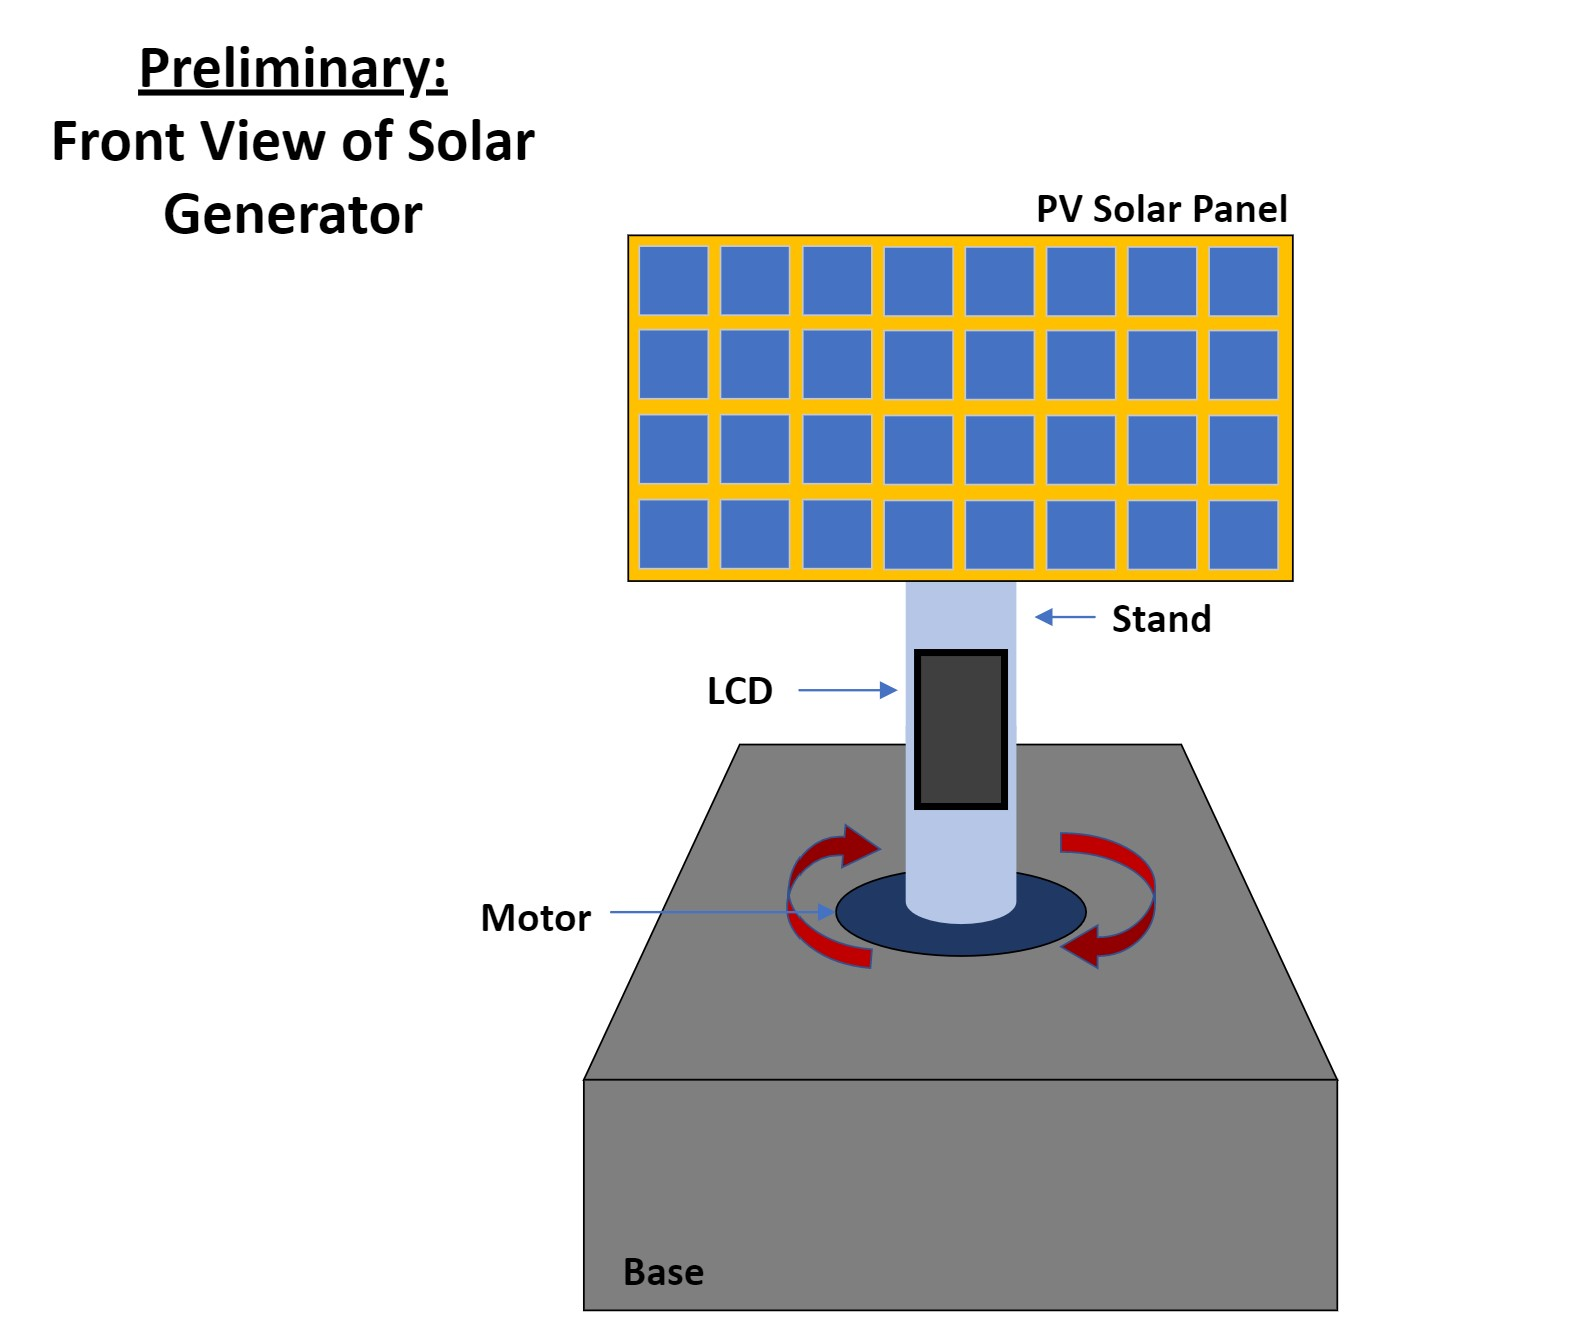 Preliminary:
Front View of Solar
Generator
PV Solar Panel
Stand
LCD
Motor
Base